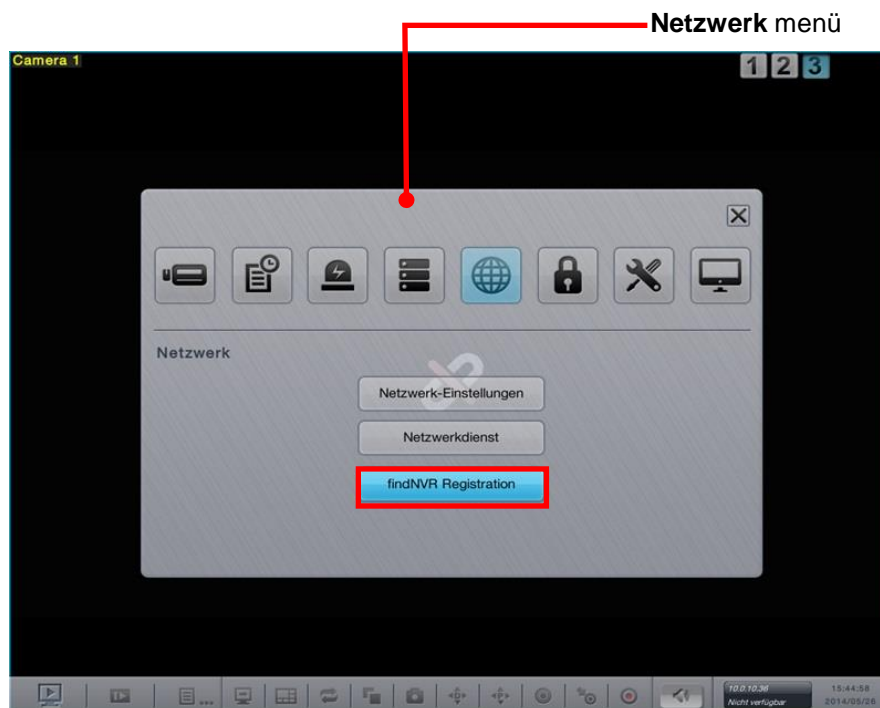 Netzwerk menü
Camera 1
1 2 3
Netzwerk
Netzwerk-Einstellungen
Netzwerkdienst
findNVR Registration
10.0.10.36
15:44:58
Nicht verfügbar
2014/05/26